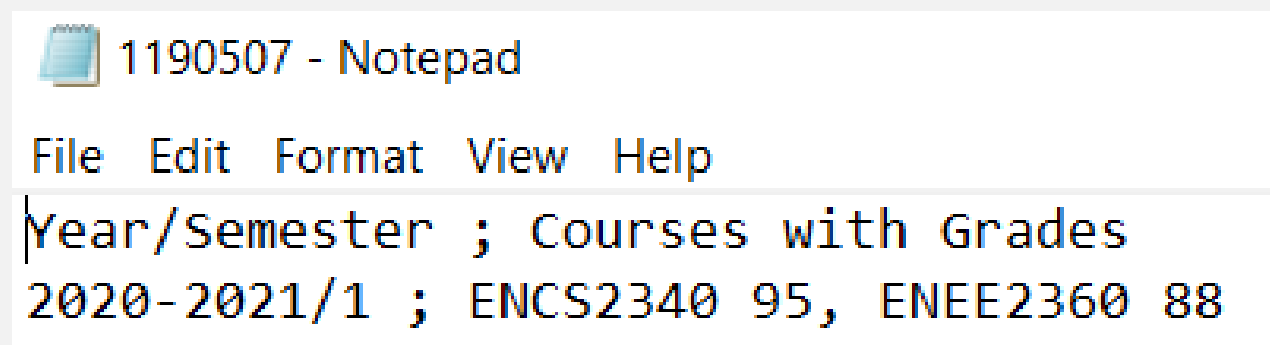 1190507 - Notepad
File Edit Format View Help
Year/Semester ; Courses with Grades
2020-2021/1 ; ENCS2340 95, ENEE2360 88